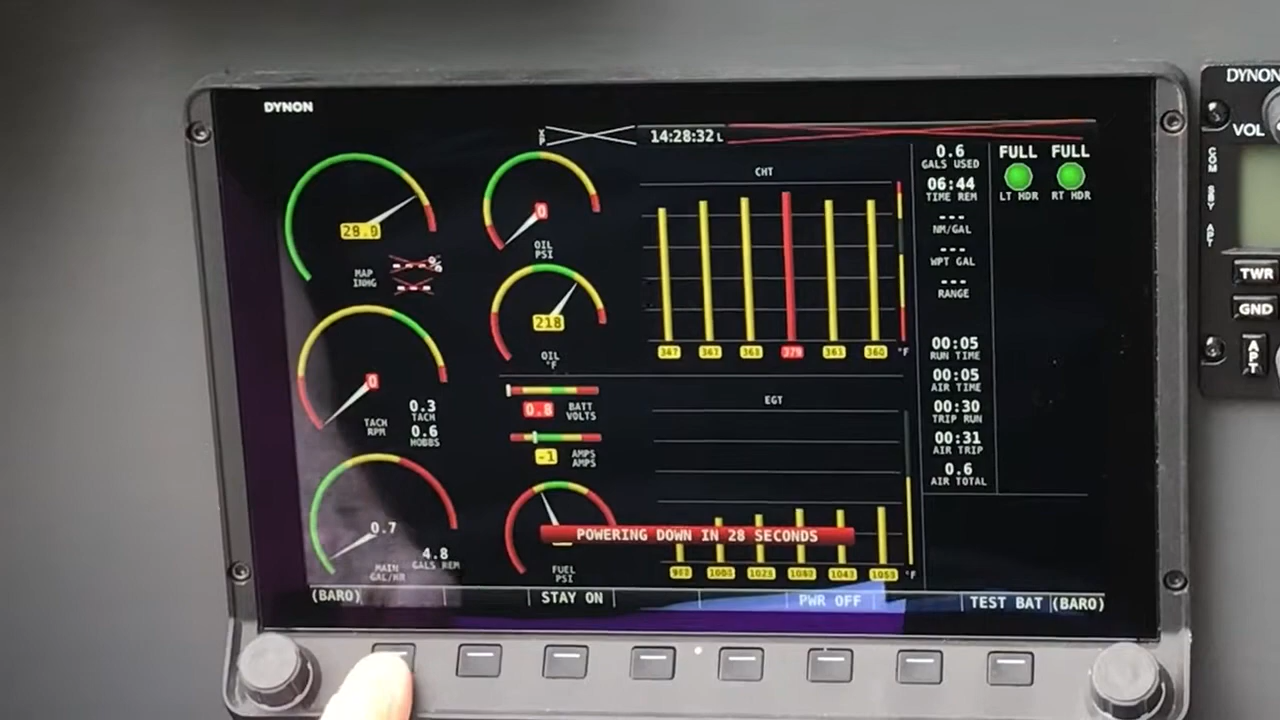 DYNON
14:28:32 L
28.9
MAP
INHG
%
0
TACH
RPM
0.3
TACH
0.6
HOBBS
0.7
MAIN
GAL/HR
4.8
GALS REM
0
OIL
PSI
218
OIL
°F
0.8
BATT
VOLTS
-1
AMPS
AMPS
FUEL
PSI
CHT
347 361 363 379 361 360 °F
EGT
POWERING DOWN IN 28 SECONDS
1043 1053 °F
0.6
GALS USED
06:44
TIME REM
---
NM/GAL
---
WPT GAL
---
RANGE
00:05
RUN TIME
00:05
AIR TIME
00:30
TRIP RUN
00:31
AIR TRIP
0.6
AIR TOTAL
FULL FULL
LT HDR RT HDR
(BARO) STAY ON PWR OFF TEST BAT (BARO)
DYNON
VOL
COM
SBY
APT
TWR
GND
APT